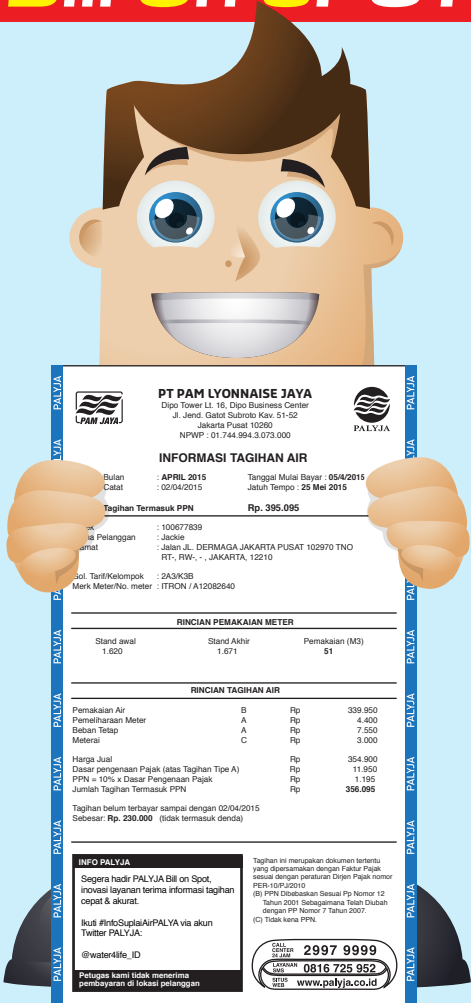 PAM JAYA
PT PAM LYONNAISE JAYA
Dipo Tower Lt. 16, Dipo Business Center
Jl. Jend. Gatot Subroto Kav. 51-52
Jakarta Pusat 10260
NPWP : 01.744.994.3.073.000
PALYJA
INFORMASI TAGIHAN AIR
Bulan : APRIL 2015 Tanggal Mulai Bayar : 05/4/2015
Catat : 02/04/2015 Jatuh Tempo : 25 Mei 2015
Tagihan Termasuk PPN Rp. 395.095
: 100677839
Pelanggan : Jackie
: Jalan JL. DERMAGA JAKARTA PUSAT 102970 TNO
RT-, RW-, - , JAKARTA, 12210
Gol. Tarif/Kelompok : 2A3/K3B
Merk Meter/No. meter : ITRON / A12082640
RINCIAN PEMAKAIAN METER
Stand awal Stand Akhir Pemakaian (M3)
1.620 1.671 51
RINCIAN TAGIHAN AIR
Pemakaian Air B Rp 339.950
Pemeliharaan Meter A Rp 4.400
Beban Tetap A Rp 7.550
Meterai C Rp 3.000
Harga Jual Rp 354.900
Dasar pengenaan Pajak (atas Tagihan Tipe A) Rp 11.950
PPN = 10% x Dasar Pengenaan Pajak Rp 1.195
Jumlah Tagihan Termasuk PPN Rp 356.095
Tagihan belum terbayar sampai dengan 02/04/2015
Sebesar: Rp. 230.000 (tidak termasuk denda)
INFO PALYJA
Segera hadir PALYJA Bill on Spot,
inovasi layanan terima informasi tagihan
cepat & akurat.
Ikuti #InfoSuplaiAirPALYA via akun
Twitter PALYJA:
@water4life_ID
Petugas kami tidak menerima
pembayaran di lokasi pelanggan
Tagihan ini merupakan dokumen tertentu
yang dipersamakan dengan Faktur Pajak
sesuai dengan peraturan Dirjen Pajak nomor
PER-10/PJ/2010
(B) PPN Dibebaskan Sesuai Pp Nomor 12
Tahun 2001 Sebagaimana Telah Diubah
dengan PP Nomor 7 Tahun 2007.
(C) Tidak kena PPN.
CALL CENTER 24 JAM 2997 9999
LAYANAN SMS 0816 725 952
SITUS WEB www.palyja.co.id
PALYJA
PALYJA
PALYJA
PALYJA
PALYJA
PALYJA
PALYJA
PALYJA
PALYJA
PALYJA
PALYJA
PALYJA
PALYJA
PALYJA